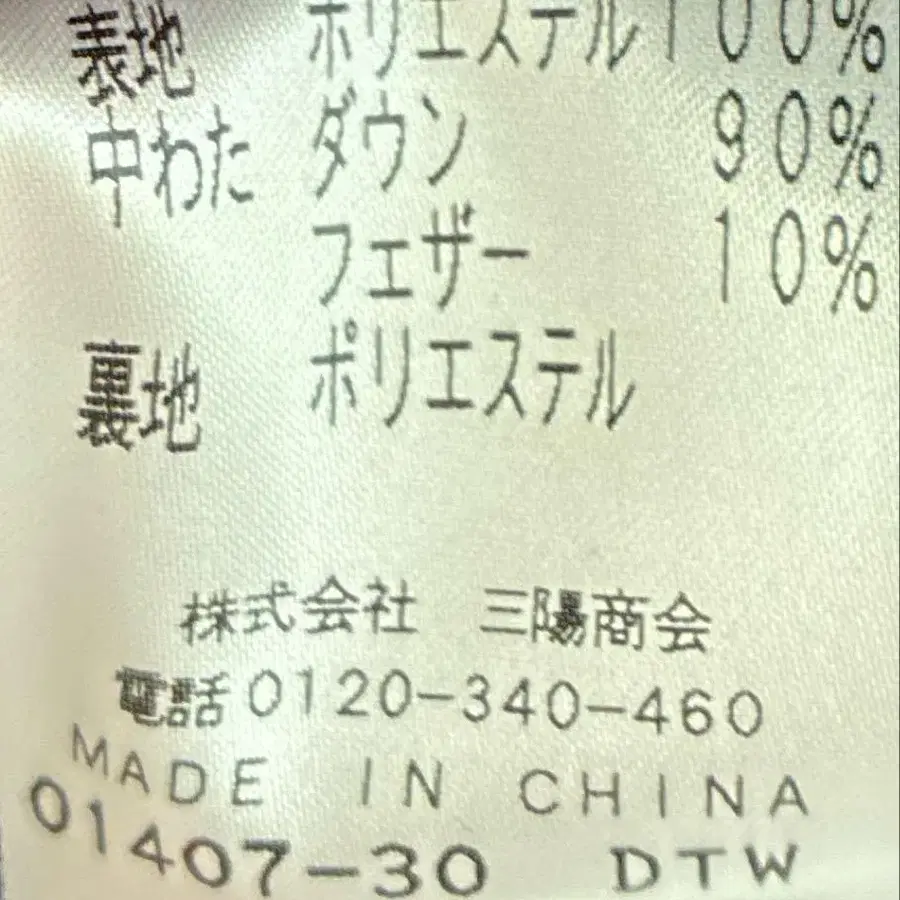 表地 ポリエステル100%
中わた ダウン 90%
フェザー 10%
裏地 ポリエステル
株式会社 三陽商会
電話0120-340-460
MADE IN CHINA
01407-30 DTW